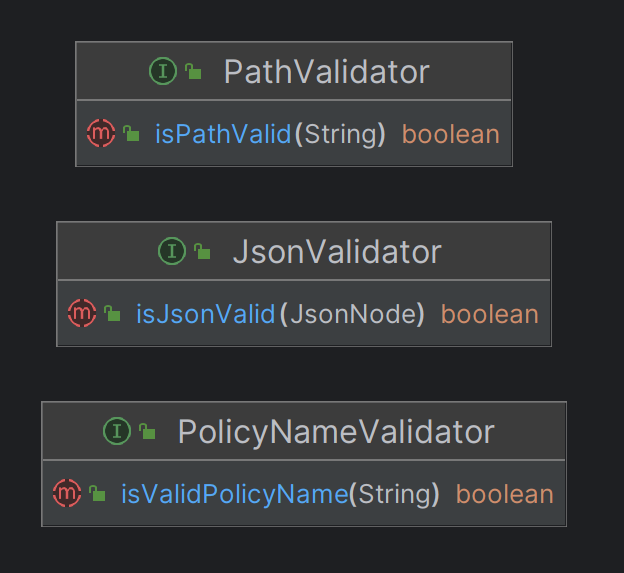 I PathValidator
m isPathValid(String) boolean
I JsonValidator
m isJsonValid(JsonNode) boolean
I PolicyNameValidator
m isValidPolicyName(String) boolean